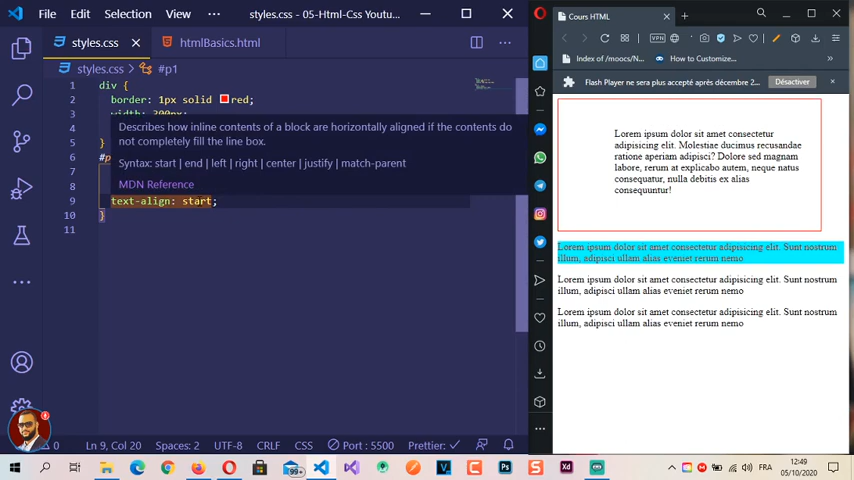 File Edit Selection View ··· styles.css - 05-Html-Css Youtu...
styles.css htmlBasics.html
styles.css > #p1
1 div {
2 border: 1px solid red;
3 width: 300px;
4 Describes how inline contents of a block are horizontally aligned if the contents do
not completely fill the line box.
5 }
6 #p
Syntax: start | end | left | right | center | justify | match-parent
7
8 MDN Reference
9 text-align: start;
10 }
11
0 Ln 9, Col 20 Spaces: 2 UTF-8 CRLF CSS Port : 5500 Prettier: ✓
Cours HTML
VPN
Index of /moocs/New... How to Customize...
Flash Player ne sera plus accepté après décembre 2... Désactiver
Lorem ipsum dolor sit amet consectetur
adipisicing elit. Molestiae ducimus recusandae
ratione aperiam adipisci? Dolore sed magnam
labore, rerum at explicabo autem, neque natus
consequatur, nulla debitis ex alias
consequuntur!
Lorem ipsum dolor sit amet consectetur adipisicing elit. Sunt nostrum
illum, adipisci ullam alias eveniet rerum nemo
Lorem ipsum dolor sit amet consectetur adipisicing elit. Sunt nostrum
illum, adipisci ullam alias eveniet rerum nemo
Lorem ipsum dolor sit amet consectetur adipisicing elit. Sunt nostrum
illum, adipisci ullam alias eveniet rerum nemo
99+
FRA
12:49
05/10/2020